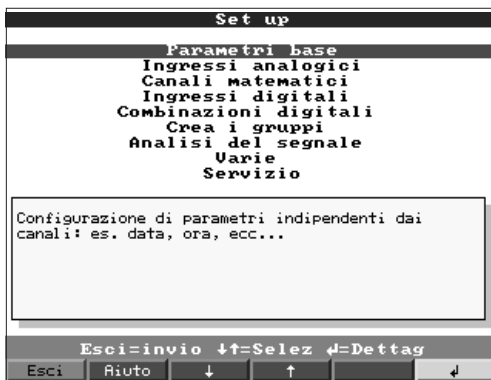 Set up
Parametri base
Ingressi analogici
Canali matematici
Ingressi digitali
Combinazioni digitali
Crea i gruppi
Analisi del segnale
Varie
Servizio
Configurazione di parametri indipendenti dai
canali: es. data, ora, ecc...
Esci=invio ↓↑=Selez ↲=Dettag
Esci Aiuto ↓ ↑ ↲